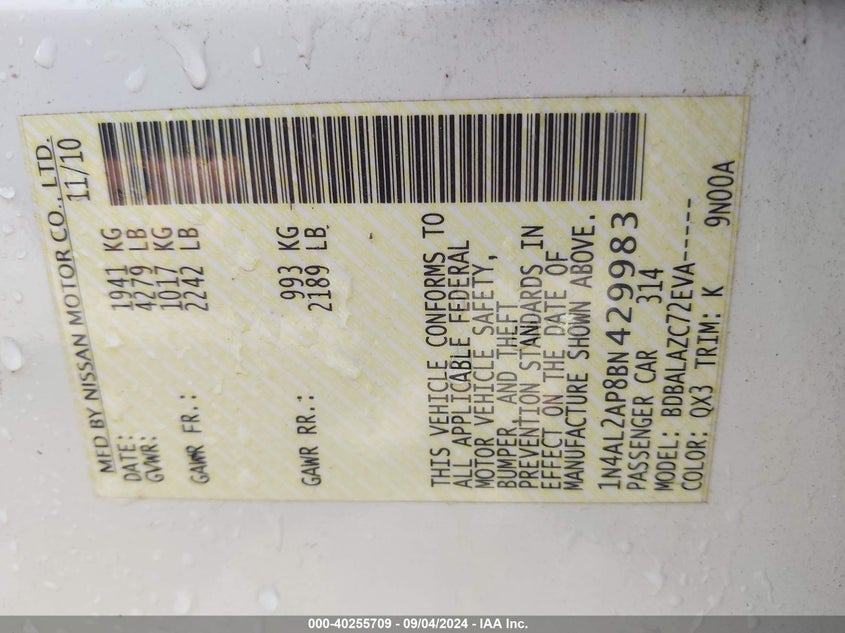 MFD BY NISSAN MOTOR CO., LTD.
DATE: 11/10
GVWR: 1941 KG
4279 LB
GAWR FR.: 1017 KG
2242 LB
GAWR RR.: 993 KG
2189 LB
THIS VEHICLE CONFORMS TO
ALL APPLICABLE FEDERAL
MOTOR VEHICLE SAFETY,
BUMPER, AND THEFT
PREVENTION STANDARDS IN
EFFECT ON THE DATE OF
MANUFACTURE SHOWN ABOVE.
1N4AL2AP8BN429983
PASSENGER CAR 314
MODEL: BDBALAZC72EVA-----
COLOR: QX3 TRIM: K 9N00A
000-40255709 - 09/04/2024 - IAA Inc.